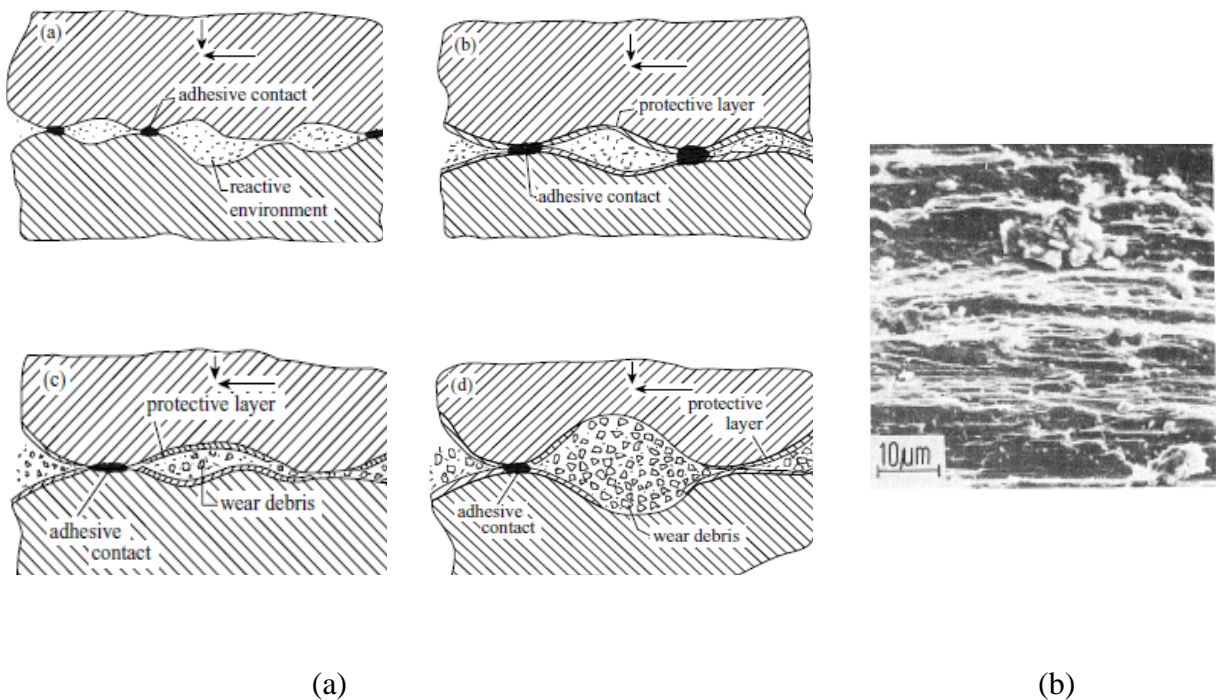 (a)
adhesive contact
reactive
environment
(b)
protective layer
adhesive contact
(c)
protective layer
wear debris
adhesive
contact
(d)
protective
layer
adhesive
contact
wear debris
10µm
(a)
(b)